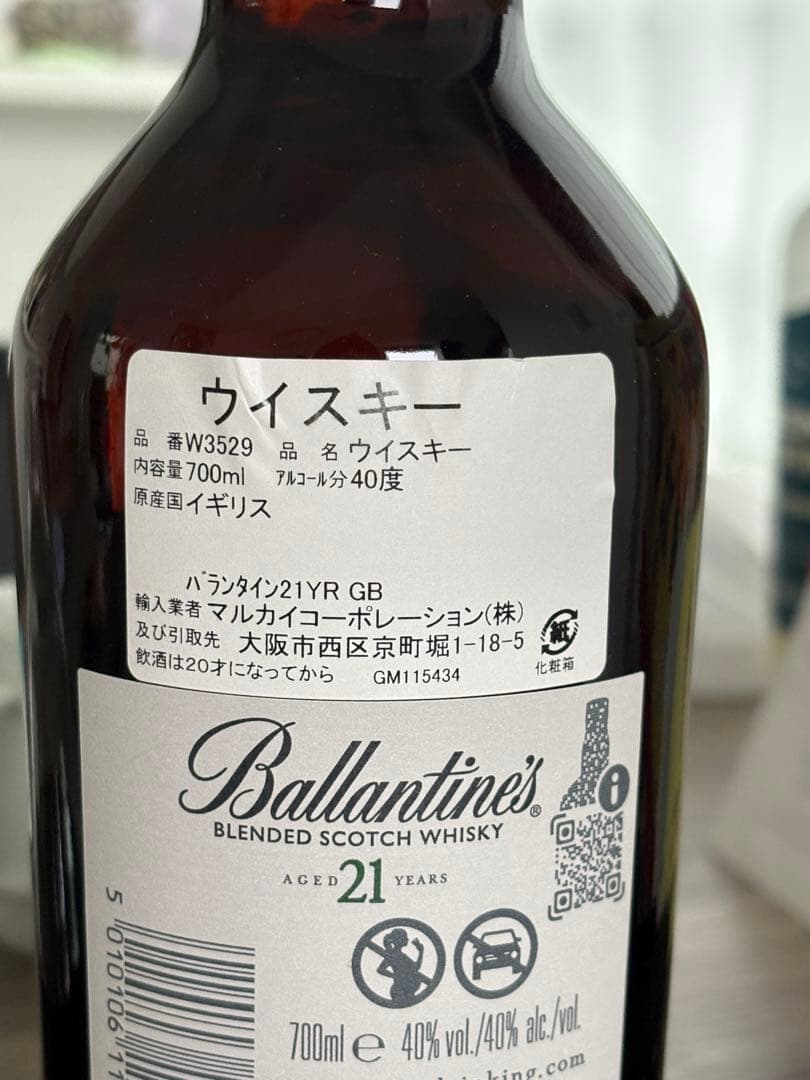 ウイスキー
品 番W3529 品 名 ウイスキー
内容量700ml アルコール分40度
原産国イギリス
バランタイン21YR GB
輸入業者 マルカイコーポレーション(株)
及び引取先 大阪市西区京町堀1-18-5
飲酒は20才になってから GM115434
紙
化粧箱
Ballantine's®
BLENDED SCOTCH WHISKY
AGED 21 YEARS
i
5 010106 11
700ml e 40% vol./40% alc./vol.
king.com